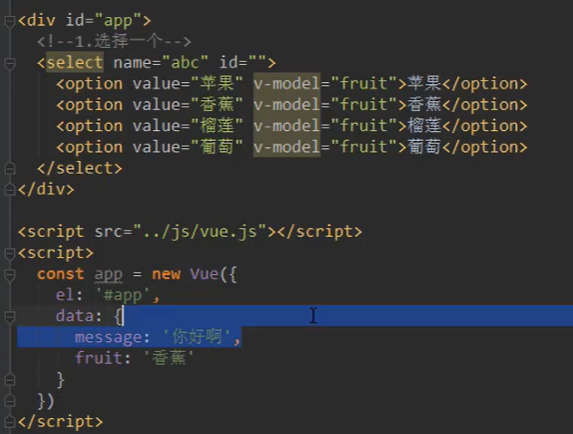 <div id="app">
<!--1.选择一个-->
<select name="abc" id="">
<option value="苹果" v-model="fruit">苹果</option>
<option value="香蕉" v-model="fruit">香蕉</option>
<option value="榴莲" v-model="fruit">榴莲</option>
<option value="葡萄" v-model="fruit">葡萄</option>
</select>
</div>
<script src="../js/vue.js"></script>
<script>
const app = new Vue({
el: '#app',
data: {
message: '你好啊',
fruit: '香蕉'
}
})
</script>